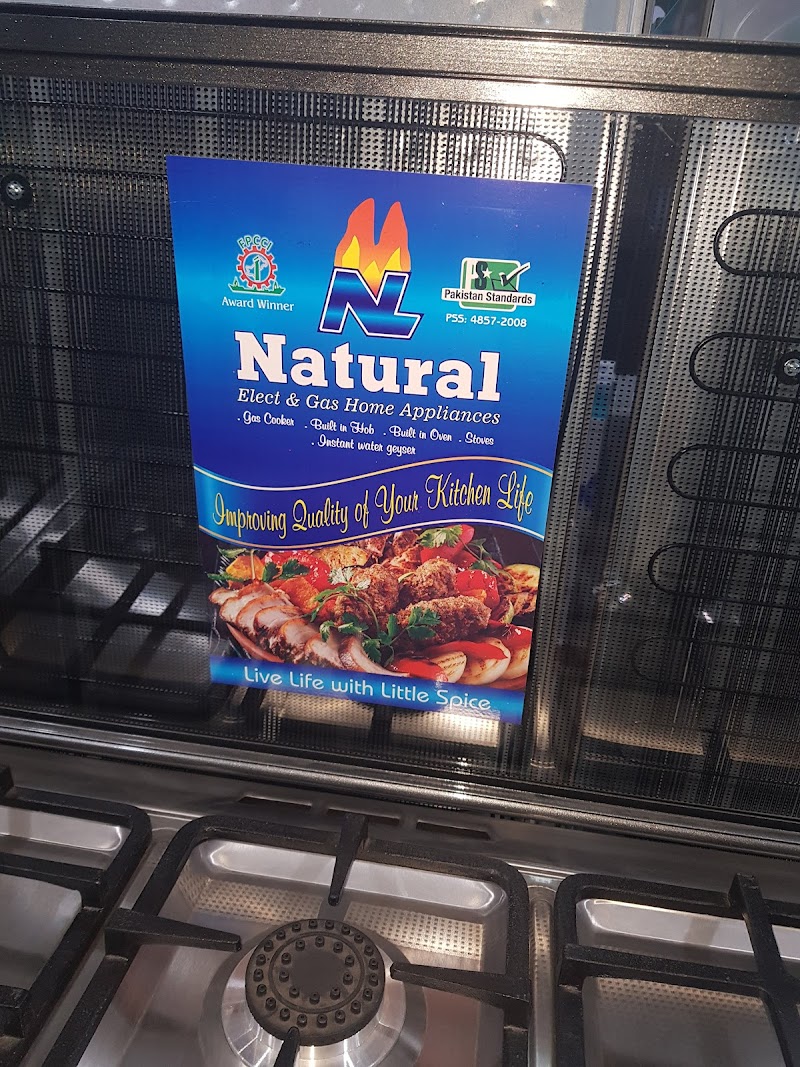 FPCCI
Award Winner
NL
Pakistan Standards
PSS: 4857-2008
Natural
Elect & Gas Home Appliances
. Gas Cooker . Built in Hob . Built in Oven . Stoves
. Instant water geyser
Improving Quality of Your Kitchen Life
Live Life with Little Spice